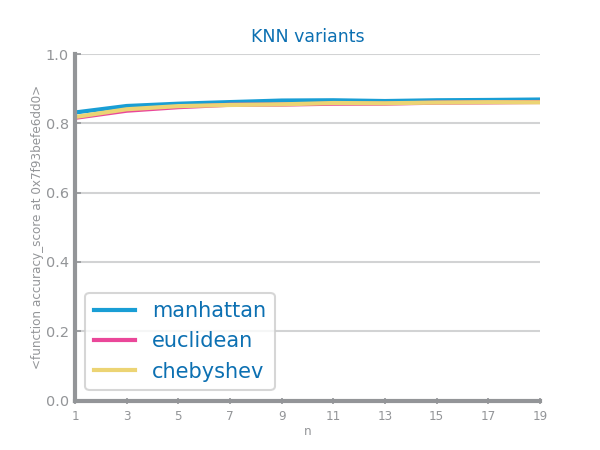 KNN variants
<function accuracy_score at 0x7f93befe6dd0>
1.0
0.8
0.6
0.4
0.2
0.0
manhattan
euclidean
chebyshev
1 3 5 7 9 11 13 15 17 19
n